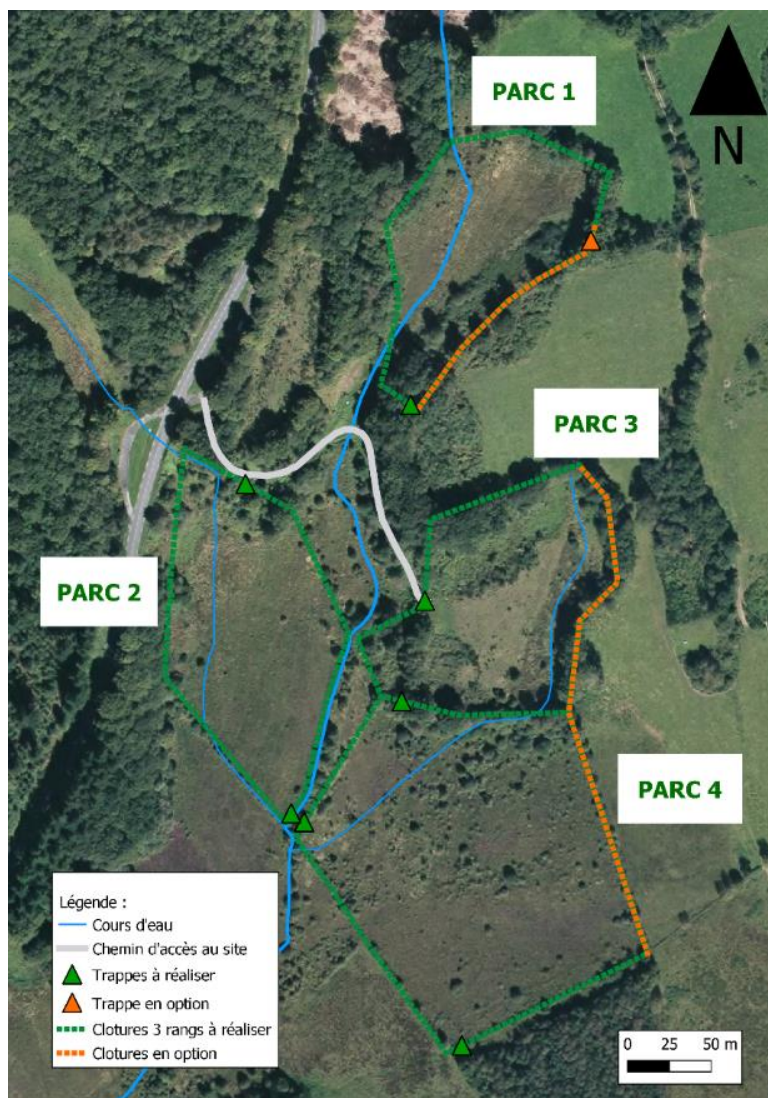 PARC 1
N
PARC 3
PARC 2
PARC 4
Légende :
Cours d'eau
Chemin d'accès au site
Trappes à réaliser
Trappe en option
Clotures 3 rangs à réaliser
Clotures en option
0 25 50 m